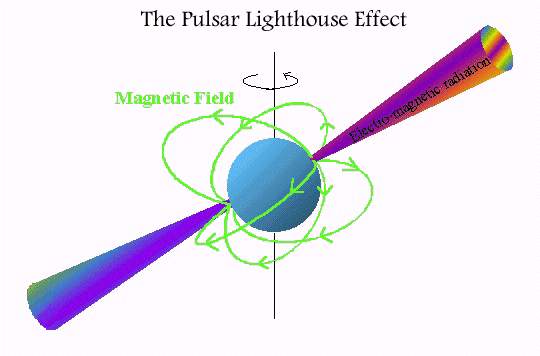 The Pulsar Lighthouse Effect
Magnetic Field
Electro-magnetic radiation